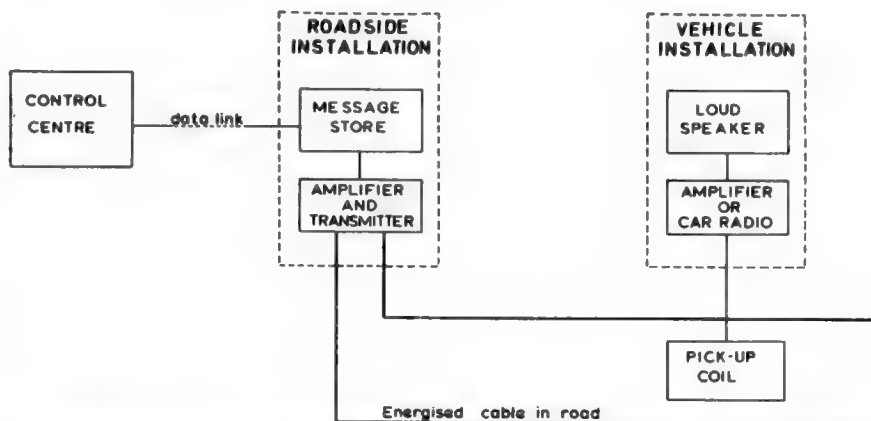 ROADSIDE
INSTALLATION
VEHICLE
INSTALLATION
CONTROL
CENTRE
data link
MESSAGE
STORE
AMPLIFIER
AND
TRANSMITTER
LOUD
SPEAKER
AMPLIFIER
OR
CAR RADIO
PICK-UP
COIL
Energised cable in road